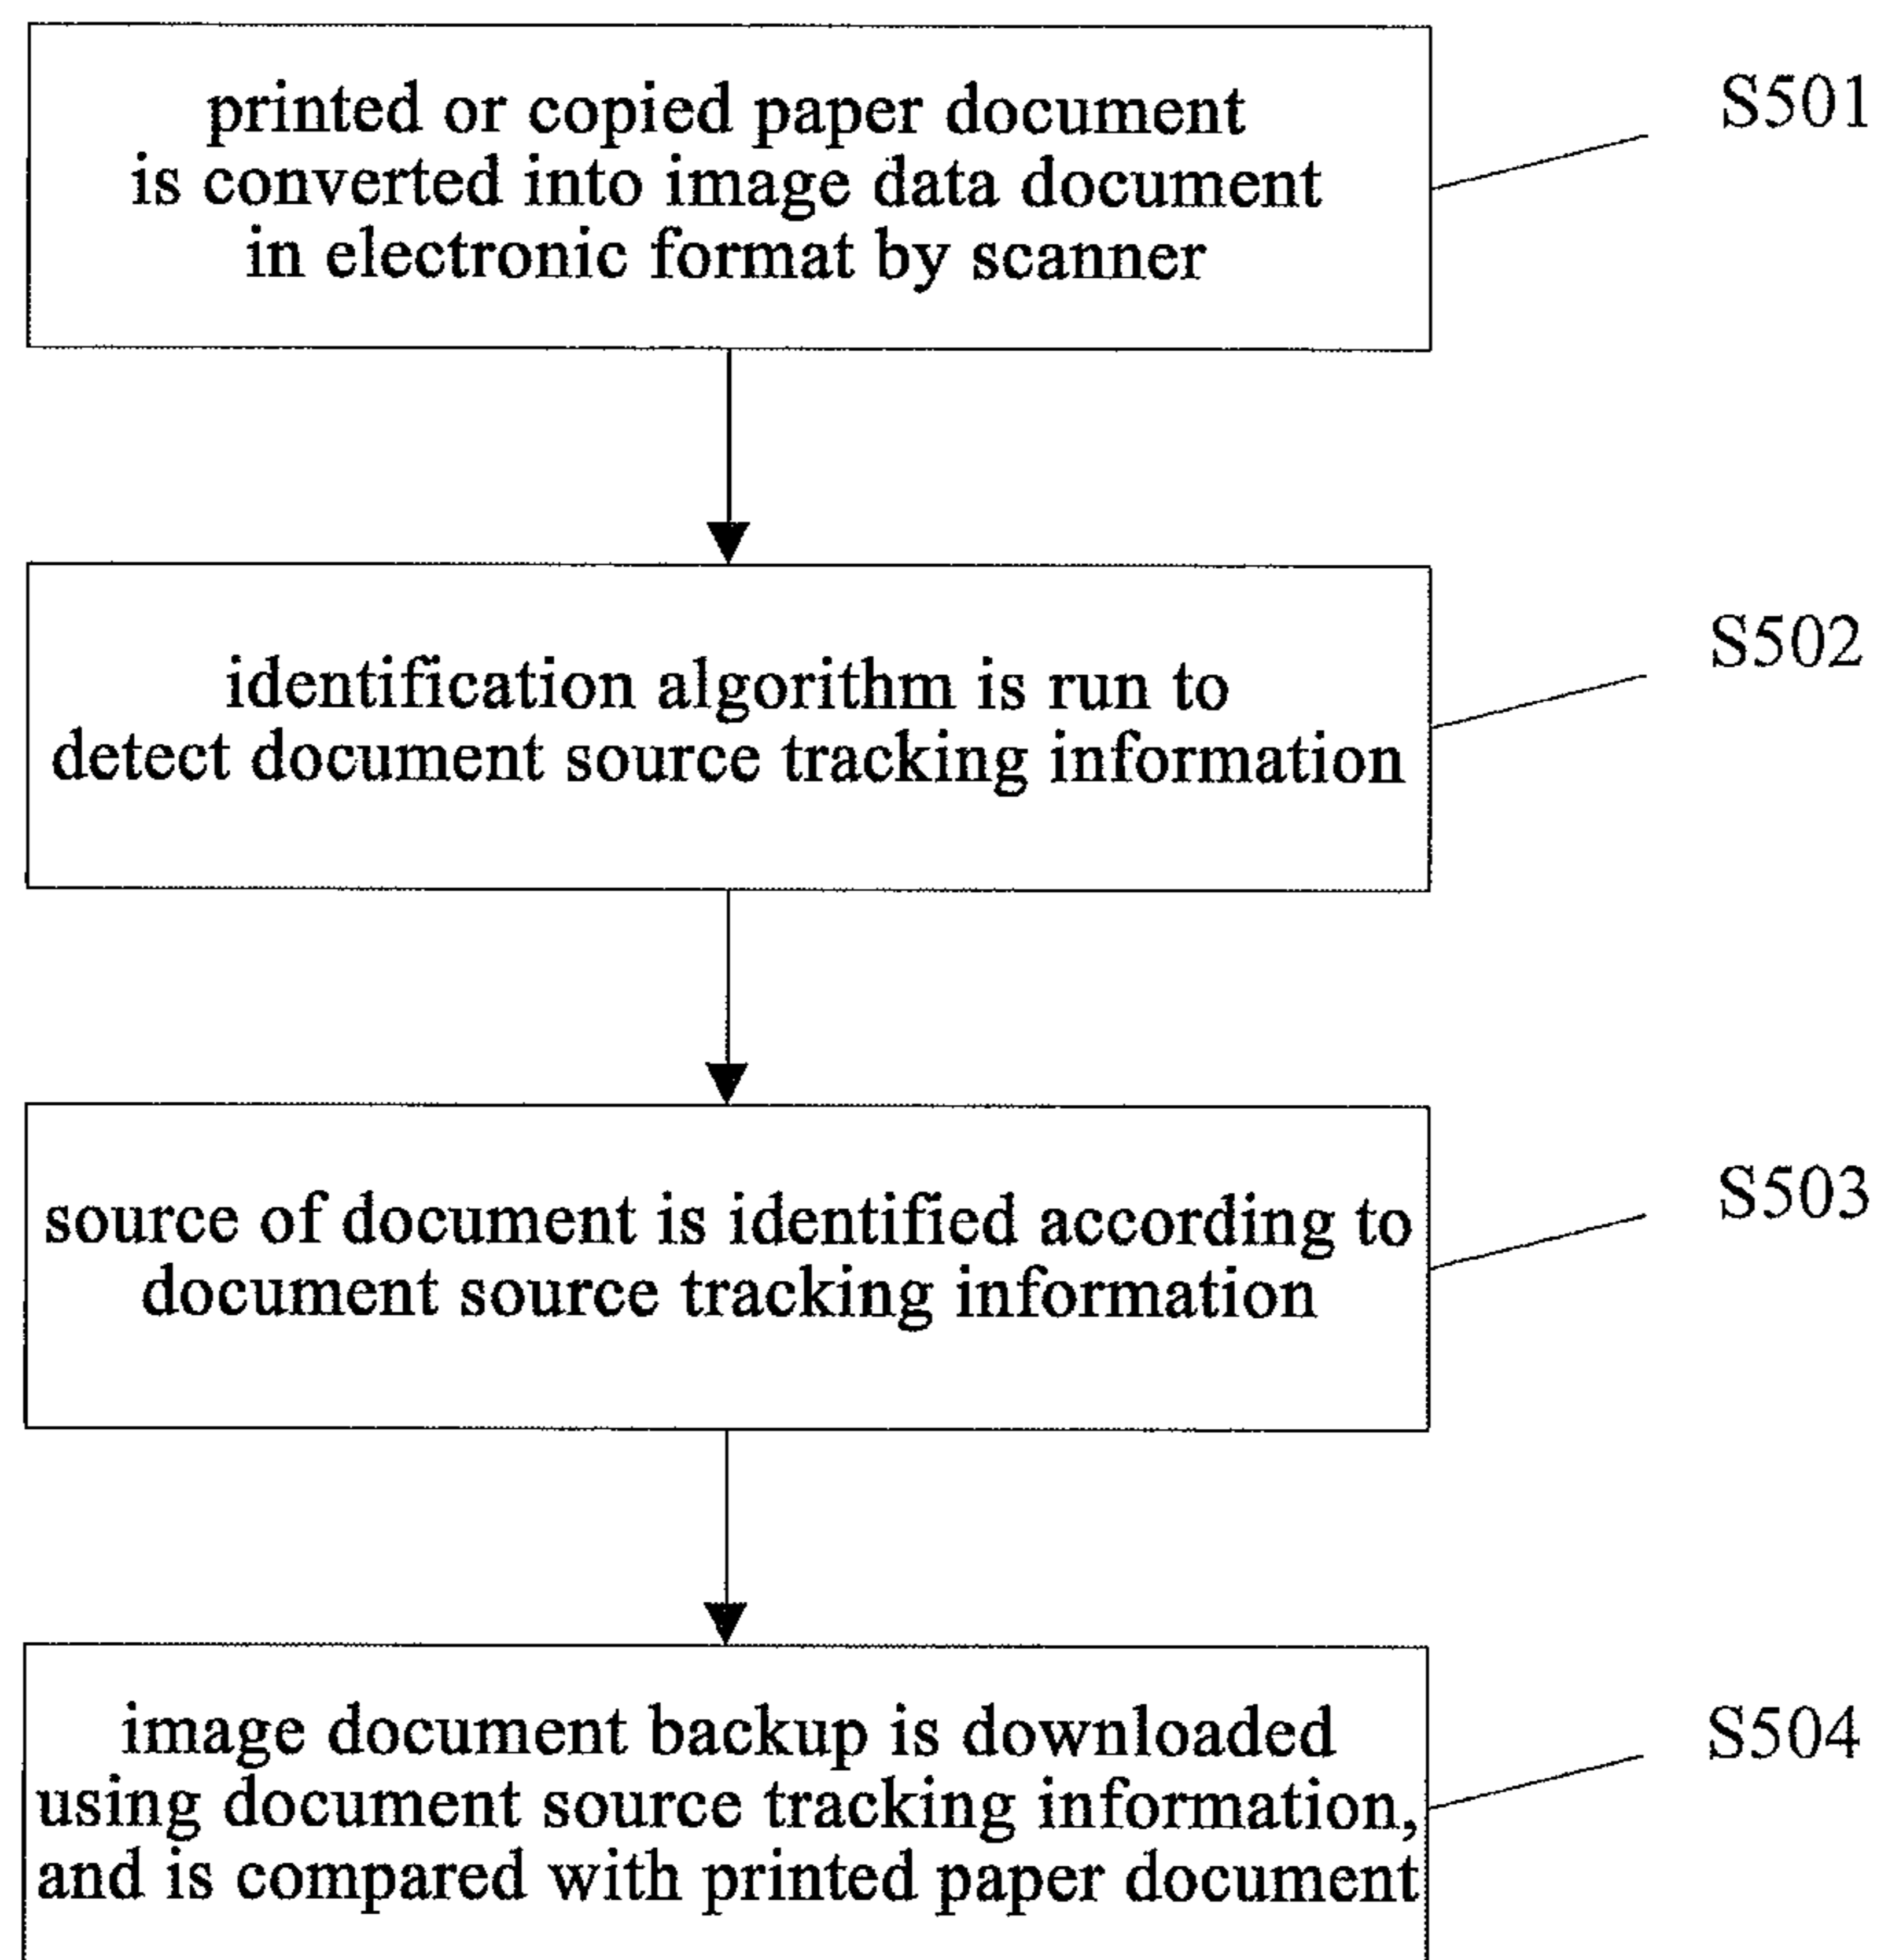 printed or copied paper document
is converted into image data document
in electronic format by scanner
S501
identification algorithm is run to
detect document source tracking information
S502
source of document is identified according to
document source tracking information
S503
image document backup is downloaded
using document source tracking information,
and is compared with printed paper document
S504